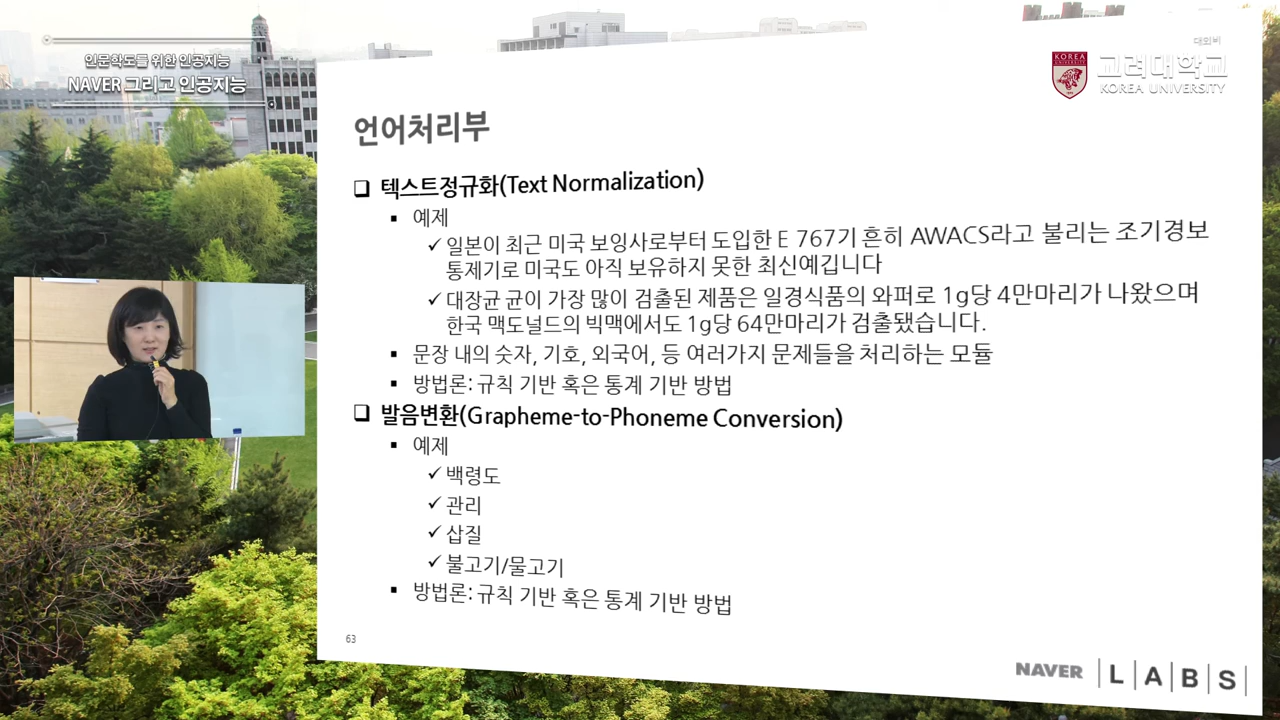 인문학도를 위한 인공지능
NAVER 그리고 인공지능
대외비
KOREA
고려대학교
KOREA UNIVERSITY
언어처리부
❑ 텍스트정규화(Text Normalization)
▪ 예제
✓ 일본이 최근 미국 보잉사로부터 도입한 E 767기 흔히 AWACS라고 불리는 조기경보
통제기로 미국도 아직 보유하지 못한 최신예깁니다
✓ 대장균 균이 가장 많이 검출된 제품은 일경식품의 와퍼로 1g당 4만마리가 나왔으며
한국 맥도널드의 빅맥에서도 1g당 64만마리가 검출됐습니다.
▪ 문장 내의 숫자, 기호, 외국어, 등 여러가지 문제들을 처리하는 모듈
▪ 방법론: 규칙 기반 혹은 통계 기반 방법
❑ 발음변환(Grapheme-to-Phoneme Conversion)
▪ 예제
✓ 백령도
✓ 관리
✓ 삽질
✓ 불고기/물고기
▪ 방법론: 규칙 기반 혹은 통계 기반 방법
63
NAVER | L | A | B | S |